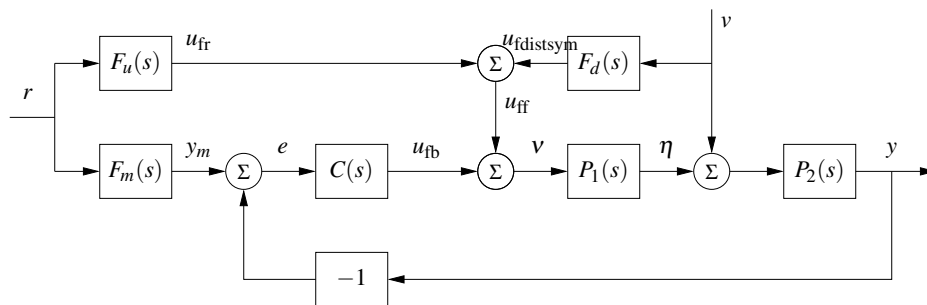 v
u_fr
u_fdistsym
F_u(s)
Σ
F_d(s)
r
u_ff
F_m(s)
y_m
Σ
e
C(s)
u_fb
Σ
ν
P_1(s)
η
Σ
P_2(s)
y
−1